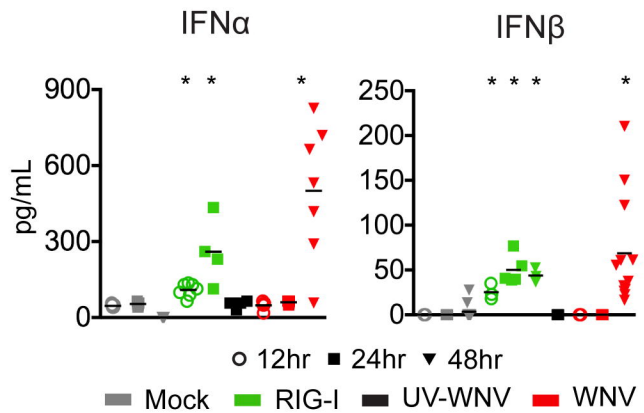 IFNα
IFNβ
* * *
* * * *
pg/mL
900
600
300
0
250
200
150
100
50
0
12hr 24hr 48hr
Mock RIG-I UV-WNV WNV